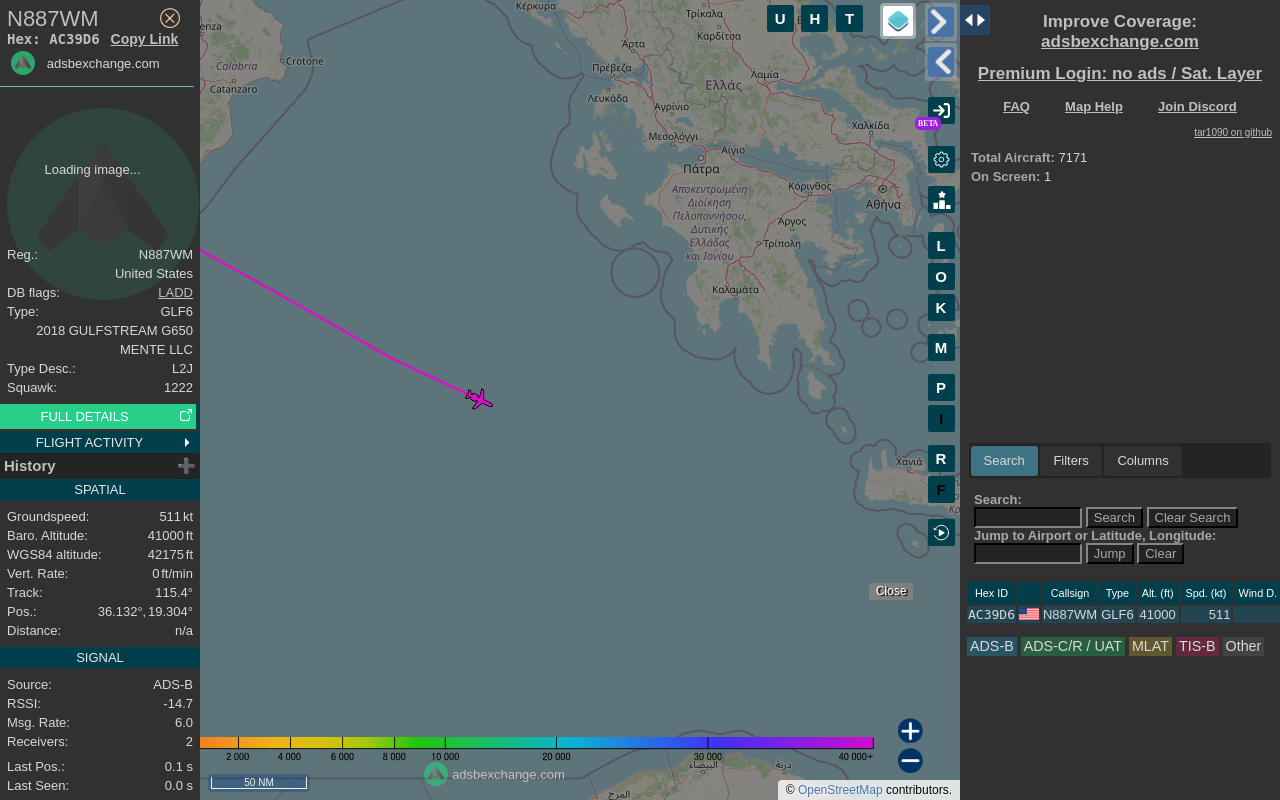 N887WM
Hex: AC39D6 Copy Link
adsbexchange.com
Loading image...
Reg.: N887WM
United States
DB flags: LADD
Type: GLF6
2018 GULFSTREAM G650
MENTE LLC
Type Desc.: L2J
Squawk: 1222
FULL DETAILS
FLIGHT ACTIVITY
History
SPATIAL
Groundspeed: 511 kt
Baro. Altitude: 41000 ft
WGS84 altitude: 42175 ft
Vert. Rate: 0 ft/min
Track: 115.4°
Pos.: 36.132°, 19.304°
Distance: n/a
SIGNAL
Source: ADS-B
RSSI: -14.7
Msg. Rate: 6.0
Receivers: 2
Last Pos.: 0.1 s
Last Seen: 0.0 s
Κέρκυρας
Τρίκαλα
Καρδίτσα
Άρτα
Πρέβεζα
Λαμία
Ελλάς
Λευκάδα
Αγρίνιο
Μεσολόγγι
Χαλκίδα
Αίγιο
Πάτρα
Αποκεντρωμένη
Διοίκηση
Πελοποννήσου,
Δυτικής
Ελλάδας
και Ιονίου
Κόρινθος
Αθήνα
Άργος
Τρίπολη
Καλαμάτα
Χανιά
enza
Crotone
Calabria
Catanzaro
البيضاء
درنة
المرج
U H T
BETA
L
O
K
M
P
I
R
F
Close
2 000 4 000 6 000 8 000 10 000 20 000 30 000 40 000+
adsbexchange.com
50 NM
© OpenStreetMap contributors.
Improve Coverage:
adsbexchange.com
Premium Login: no ads / Sat. Layer
FAQ Map Help Join Discord
tar1090 on github
Total Aircraft: 7171
On Screen: 1
Search Filters Columns
Search:
Search Clear Search
Jump to Airport or Latitude, Longitude:
Jump Clear
Hex ID Callsign Type Alt. (ft) Spd. (kt) Wind D.
AC39D6 N887WM GLF6 41000 511
ADS-B ADS-C/R / UAT MLAT TIS-B Other